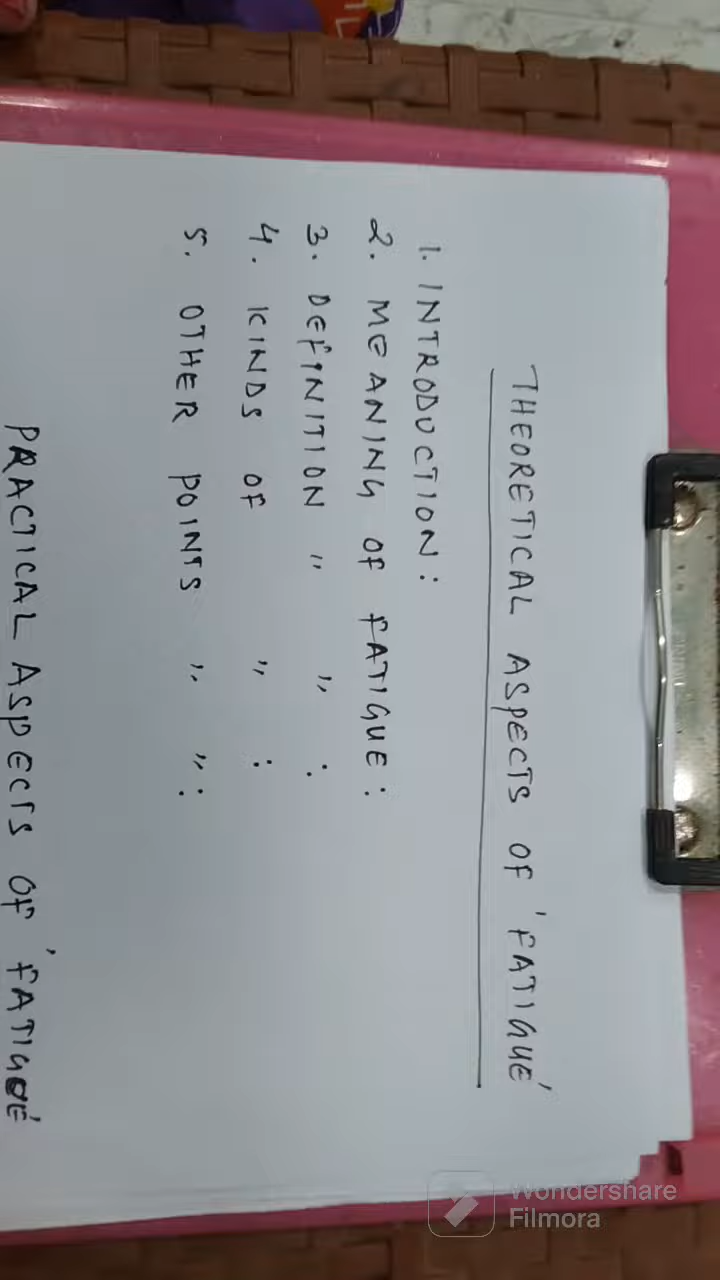 THEORETICAL ASPECTS OF 'FATIGUE'
1. INTRODUCTION:
2. MEANING OF FATIGUE:
3. DEFINITION " " :
4. KINDS OF " :
5. OTHER POINTS " " :
PRACTICAL ASPECTS OF 'FATIGUE'
Wondershare
Filmora